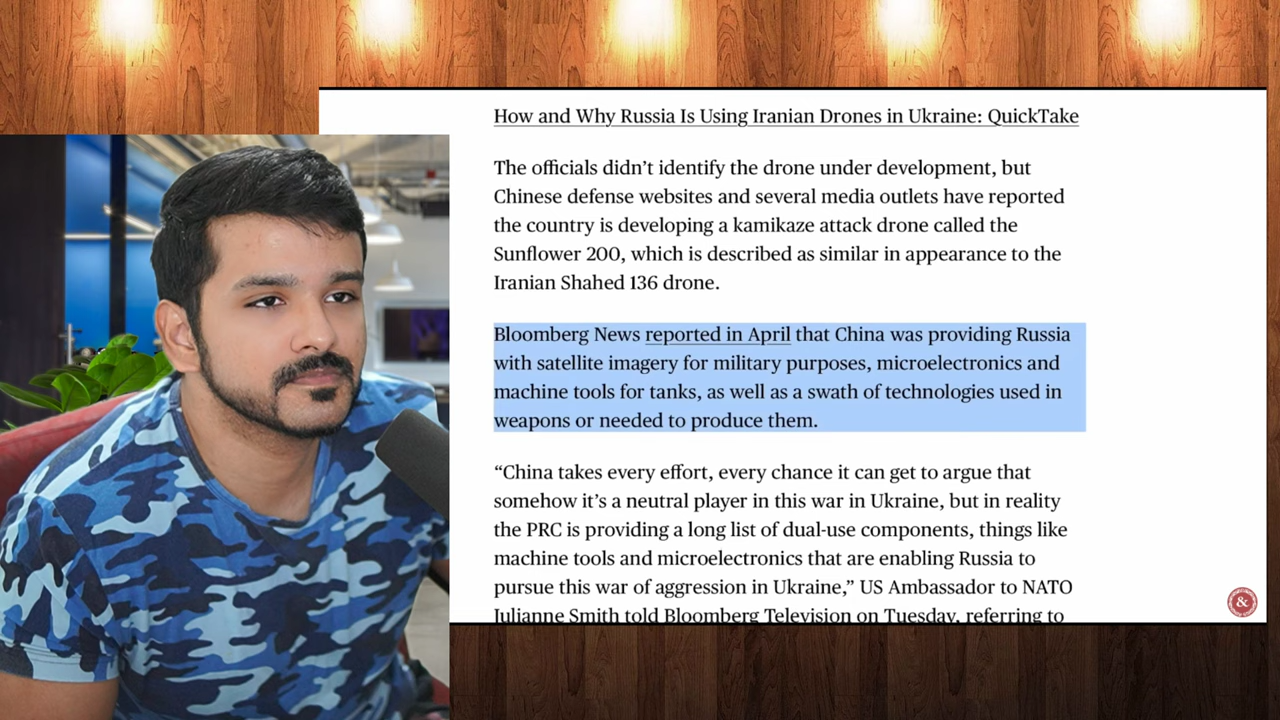 How and Why Russia Is Using Iranian Drones in Ukraine: QuickTake
The officials didn’t identify the drone under development, but
Chinese defense websites and several media outlets have reported
the country is developing a kamikaze attack drone called the
Sunflower 200, which is described as similar in appearance to the
Iranian Shahed 136 drone.
Bloomberg News reported in April that China was providing Russia
with satellite imagery for military purposes, microelectronics and
machine tools for tanks, as well as a swath of technologies used in
weapons or needed to produce them.
“China takes every effort, every chance it can get to argue that
somehow it’s a neutral player in this war in Ukraine, but in reality
the PRC is providing a long list of dual-use components, things like
machine tools and microelectronics that are enabling Russia to
pursue this war of aggression in Ukraine,” US Ambassador to NATO
Julianne Smith told Bloomberg Television on Tuesday, referring to
&